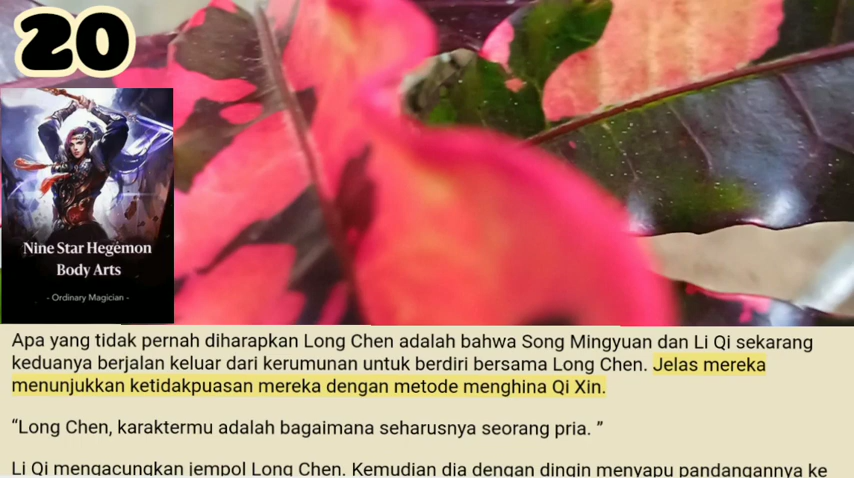 20
Nine Star Hegemon
Body Arts
- Ordinary Magician -
Apa yang tidak pernah diharapkan Long Chen adalah bahwa Song Mingyuan dan Li Qi sekarang
keduanya berjalan keluar dari kerumunan untuk berdiri bersama Long Chen. Jelas mereka
menunjukkan ketidakpuasan mereka dengan metode menghina Qi Xin.
“Long Chen, karaktermu adalah bagaimana seharusnya seorang pria. ”
Li Qi mengacungkan jempol Long Chen. Kemudian dia dengan dingin menyapu pandangannya ke